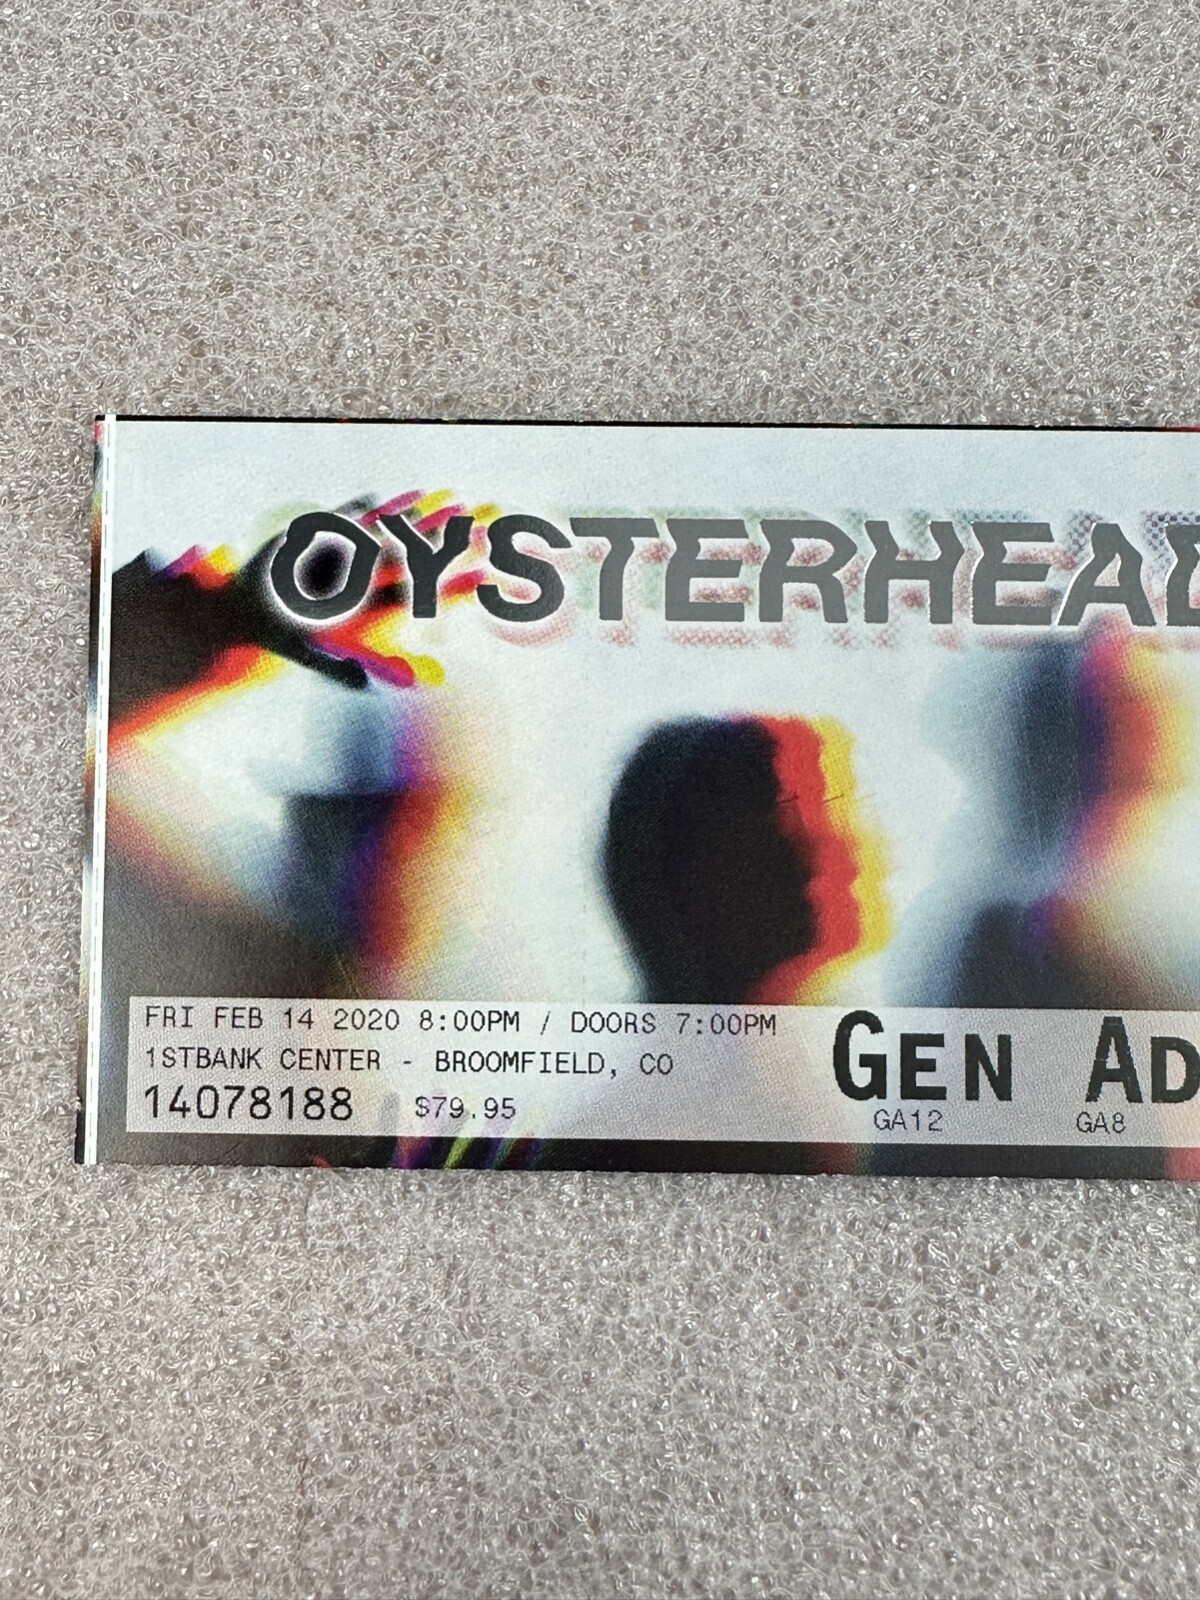 OYSTERHEAD
FRI FEB 14 2020 8:00PM / DOORS 7:00PM
1STBANK CENTER - BROOMFIELD, CO
14078188 $79.95
GEN AD
GA12 GA8